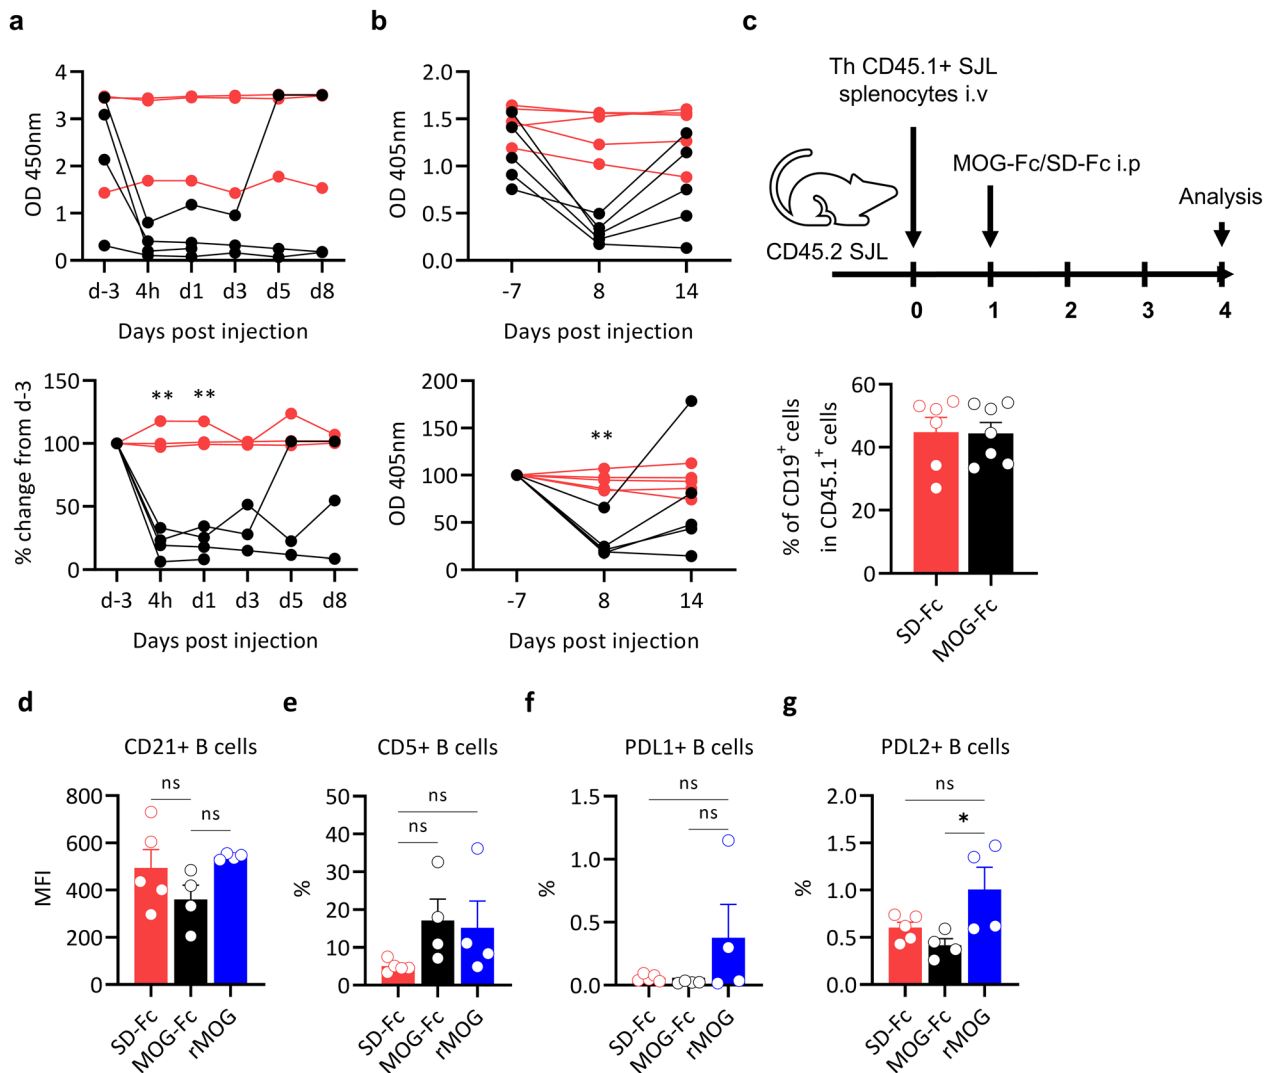 a
4
3
2
1
0
OD 450nm
d-3 4h d1 d3 d5 d8
Days post injection
150
100
50
0
% change from d-3
** **
d-3 4h d1 d3 d5 d8
Days post injection
b
2.0
1.5
1.0
0.5
0.0
OD 405nm
-7 8 14
Days post injection
200
150
100
50
0
OD 405nm
**
-7 8 14
Days post injection
c
Th CD45.1+ SJL
splenocytes i.v
MOG-Fc/SD-Fc i.p
Analysis
CD45.2 SJL
0 1 2 3 4
60
40
20
0
% of CD19+ cells
in CD45.1+ cells
SD-Fc
MOG-Fc
d
CD21+ B cells
ns
ns
800
600
400
200
0
MFI
SD-Fc
MOG-Fc
rMOG
e
CD5+ B cells
ns
ns
50
40
30
20
10
0
%
SD-Fc
MOG-Fc
rMOG
f
PDL1+ B cells
ns
ns
1.5
1.0
0.5
0.0
%
SD-Fc
MOG-Fc
rMOG
g
PDL2+ B cells
ns
*
2.0
1.5
1.0
0.5
0.0
%
SD-Fc
MOG-Fc
rMOG